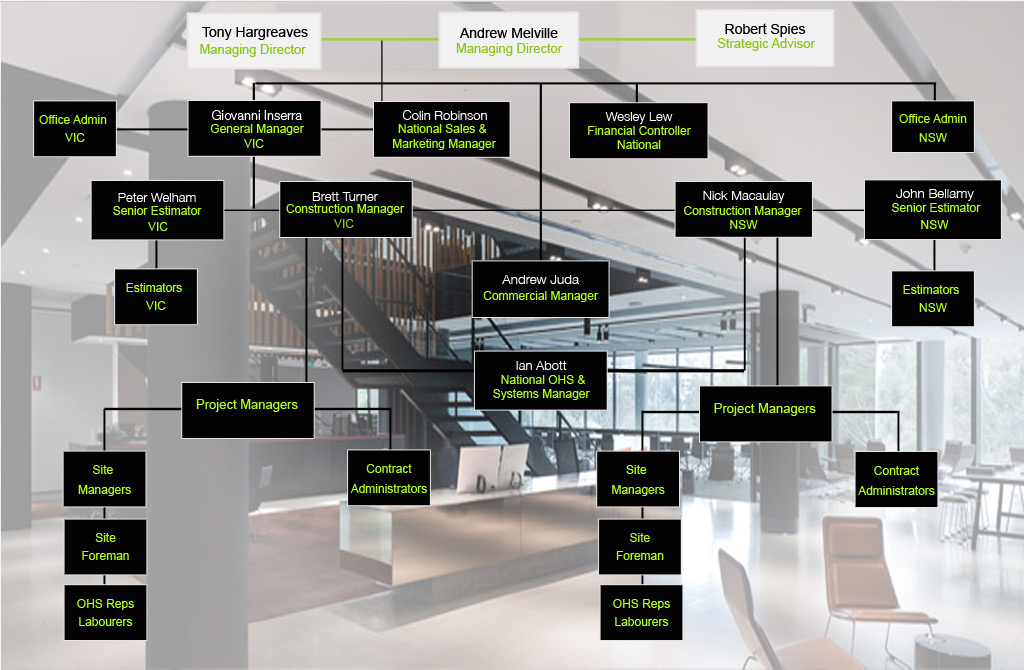 Tony Hargreaves
Managing Director
Andrew Melville
Managing Director
Robert Spies
Strategic Advisor
Office Admin
VIC
Giovanni Inserra
General Manager
VIC
Colin Robinson
National Sales &
Marketing Manager
Wesley Lew
Financial Controller
National
Office Admin
NSW
Peter Welham
Senior Estimator
VIC
Brett Turner
Construction Manager
VIC
Nick Macaulay
Construction Manager
NSW
John Bellamy
Senior Estimator
NSW
Estimators
VIC
Andrew Juda
Commercial Manager
Estimators
NSW
Ian Abott
National OHS &
Systems Manager
Project Managers
Project Managers
Site
Managers
Contract
Administrators
Site
Managers
Contract
Administrators
Site
Foreman
Site
Foreman
OHS Reps
Labourers
OHS Reps
Labourers